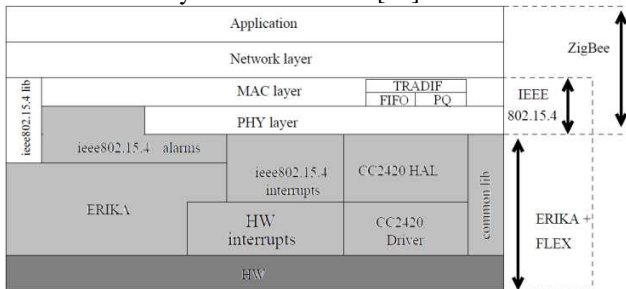 Application
Network layer
ZigBee
ieee802.15.4 lib
MAC layer
TRADIF
FIFO
PQ
IEEE
802.15.4
PHY layer
ieee802.15.4 alarms
ieee802.15.4
interrupts
CC2420 HAL
common lib
ERIKA
HW
interrupts
CC2420
Driver
ERIKA +
FLEX
HW